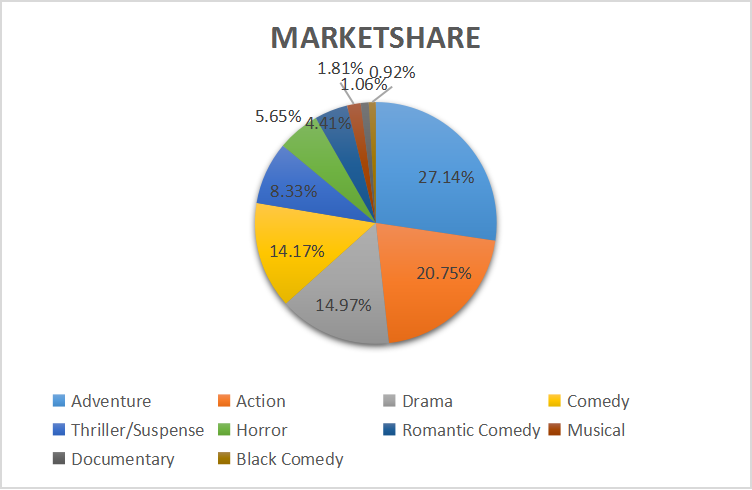 MARKETSHARE
1.81% 0.92%
1.06%
5.65%
4.41%
27.14%
8.33%
14.17%
20.75%
14.97%
Adventure Action Drama Comedy
Thriller/Suspense Horror Romantic Comedy Musical
Documentary Black Comedy